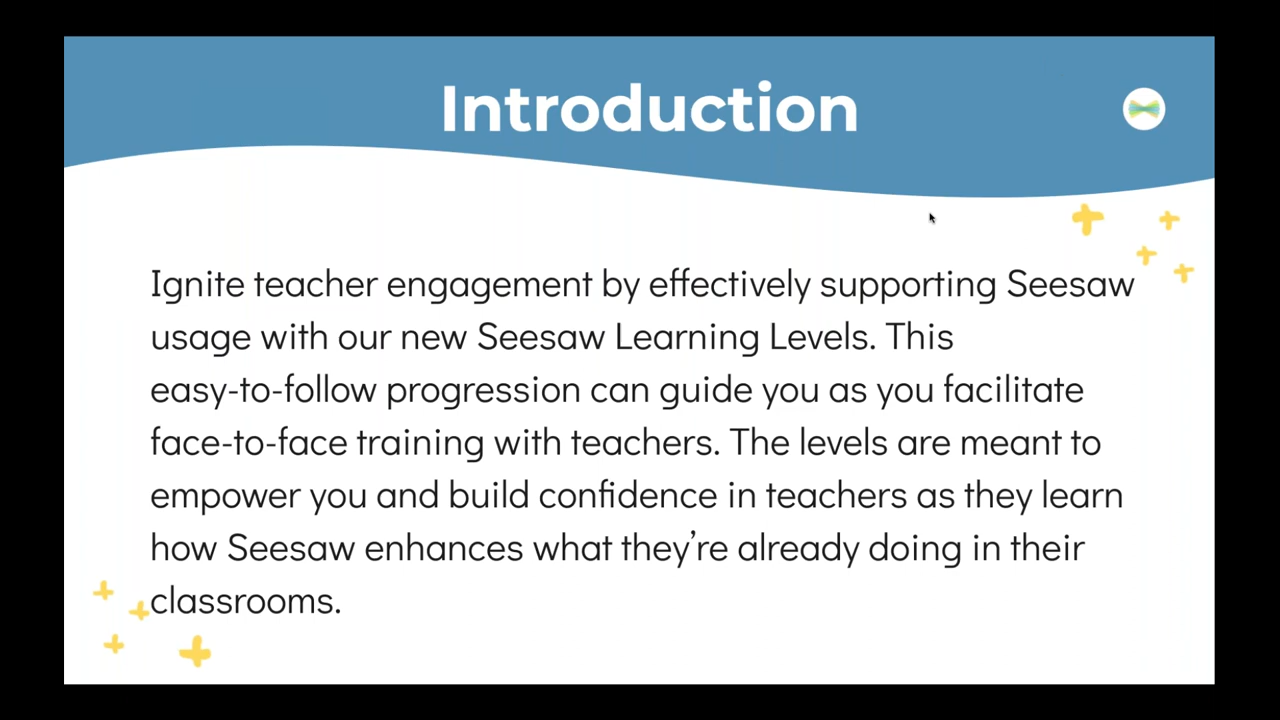 Introduction
Ignite teacher engagement by effectively supporting Seesaw
usage with our new Seesaw Learning Levels. This
easy-to-follow progression can guide you as you facilitate
face-to-face training with teachers. The levels are meant to
empower you and build confidence in teachers as they learn
how Seesaw enhances what they’re already doing in their
classrooms.